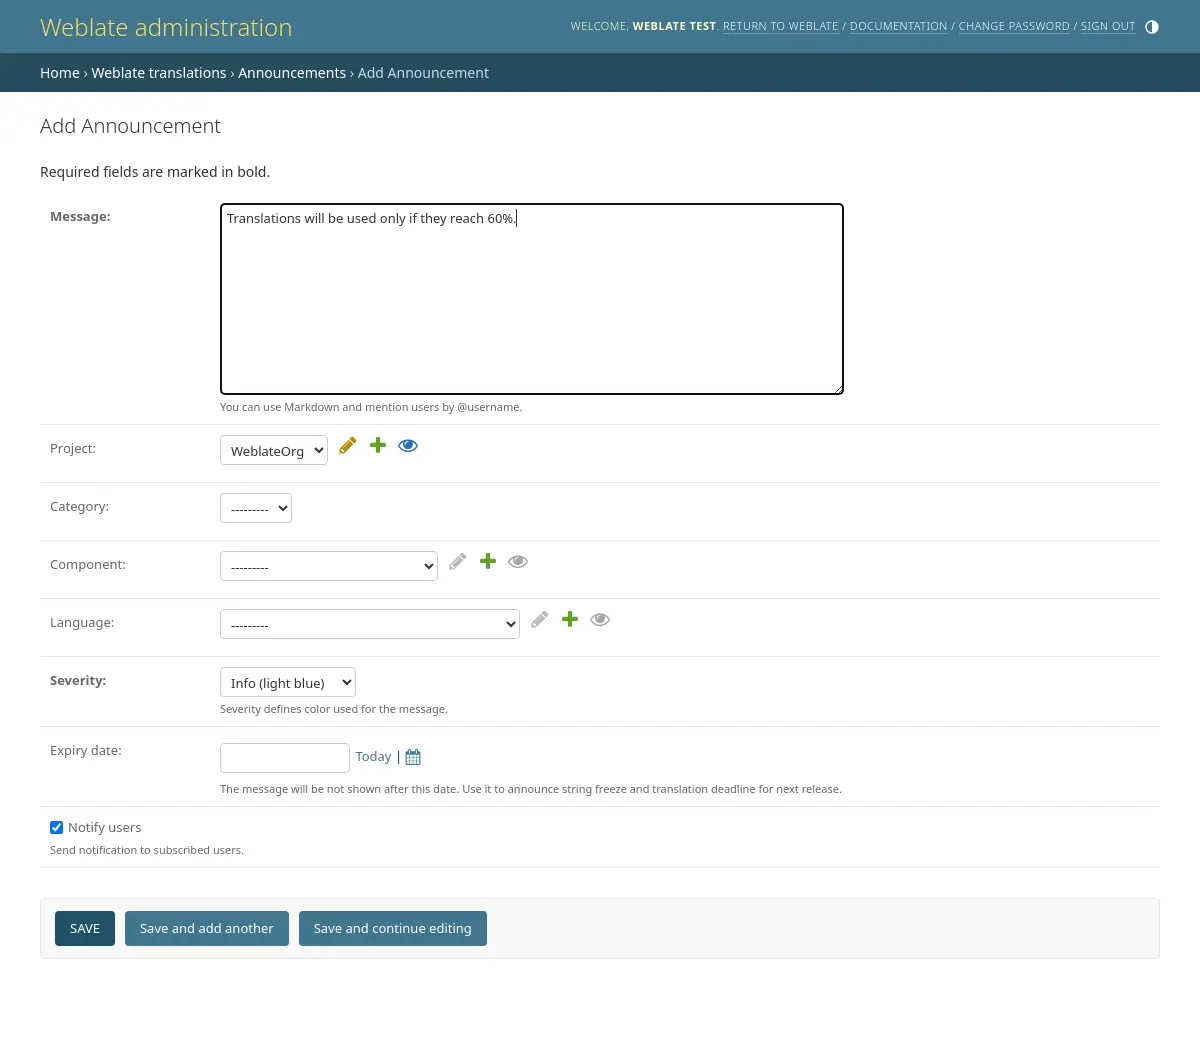 Weblate administration
WELCOME, WEBLATE TEST. RETURN TO WEBLATE / DOCUMENTATION / CHANGE PASSWORD / SIGN OUT
Home › Weblate translations › Announcements › Add Announcement
Add Announcement
Required fields are marked in bold.
Message:
Translations will be used only if they reach 60%.
You can use Markdown and mention users by @username.
Project:
WeblateOrg
Category:
---------
Component:
---------
Language:
---------
Severity:
Info (light blue)
Severity defines color used for the message.
Expiry date:
Today |
The message will be not shown after this date. Use it to announce string freeze and translation deadline for next release.
Notify users
Send notification to subscribed users.
SAVE
Save and add another
Save and continue editing